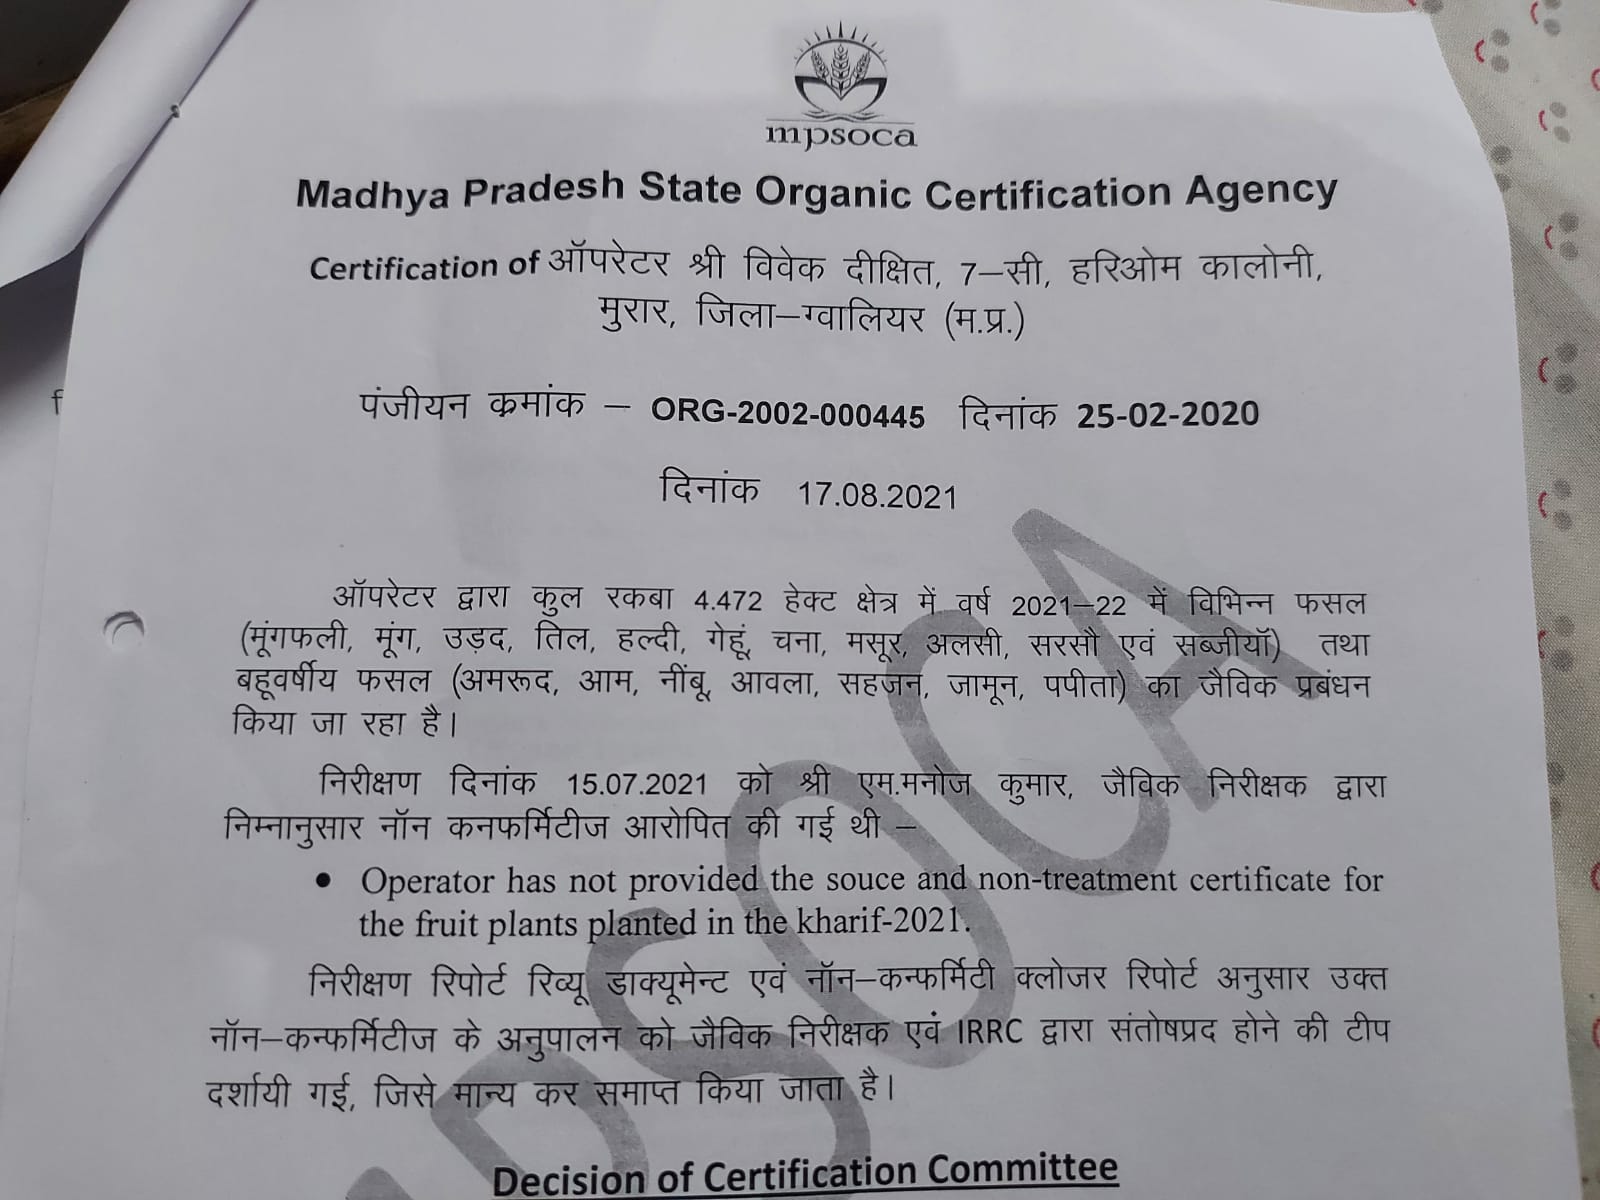 mpsoca
Madhya Pradesh State Organic Certification Agency
Certification of ऑपरेटर श्री विवेक दीक्षित, 7–सी, हरिओम कालोनी,
मुरार, जिला–ग्वालियर (म.प्र.)
पंजीयन क्रमांक – ORG-2002-000445 दिनांक 25-02-2020
दिनांक 17.08.2021
ऑपरेटर द्वारा कुल रकबा 4.472 हेक्ट क्षेत्र में वर्ष 2021–22 में विभिन्न फसल
(मूंगफली, मूंग, उड़द, तिल, हल्दी, गेहूं, चना, मसूर, अलसी, सरसौ एवं सब्जीयॉ) तथा
बहूवर्षीय फसल (अमरूद, आम, नींबू, आवला, सहजन, जामून, पपीता) का जैविक प्रबंधन
किया जा रहा है।
निरीक्षण दिनांक 15.07.2021 को श्री एम.मनोज कुमार, जैविक निरीक्षक द्वारा
निम्नानुसार नॉन कनफर्मिटीज आरोपित की गई थी –
• Operator has not provided the souce and non-treatment certificate for
the fruit plants planted in the kharif-2021.
निरीक्षण रिपोर्ट रिव्यू डाक्यूमेन्ट एवं नॉन–कन्फर्मिटी क्लोजर रिपोर्ट अनुसार उक्त
नॉन–कन्फर्मिटीज के अनुपालन को जैविक निरीक्षक एवं IRRC द्वारा संतोषप्रद होने की टीप
दर्शायी गई, जिसे मान्य कर समाप्त किया जाता है।
Decision of Certification Committee
MPSOCA